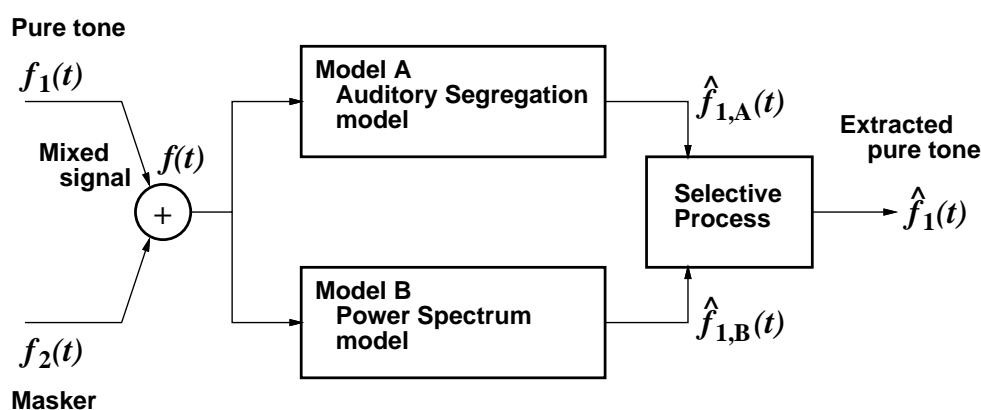 Pure tone
f1(t)
Mixed
signal
f(t)
+
f2(t)
Masker
Model A
Auditory Segregation
model
Model B
Power Spectrum
model
f̂1,A(t)
f̂1,B(t)
Selective
Process
Extracted
pure tone
f̂1(t)